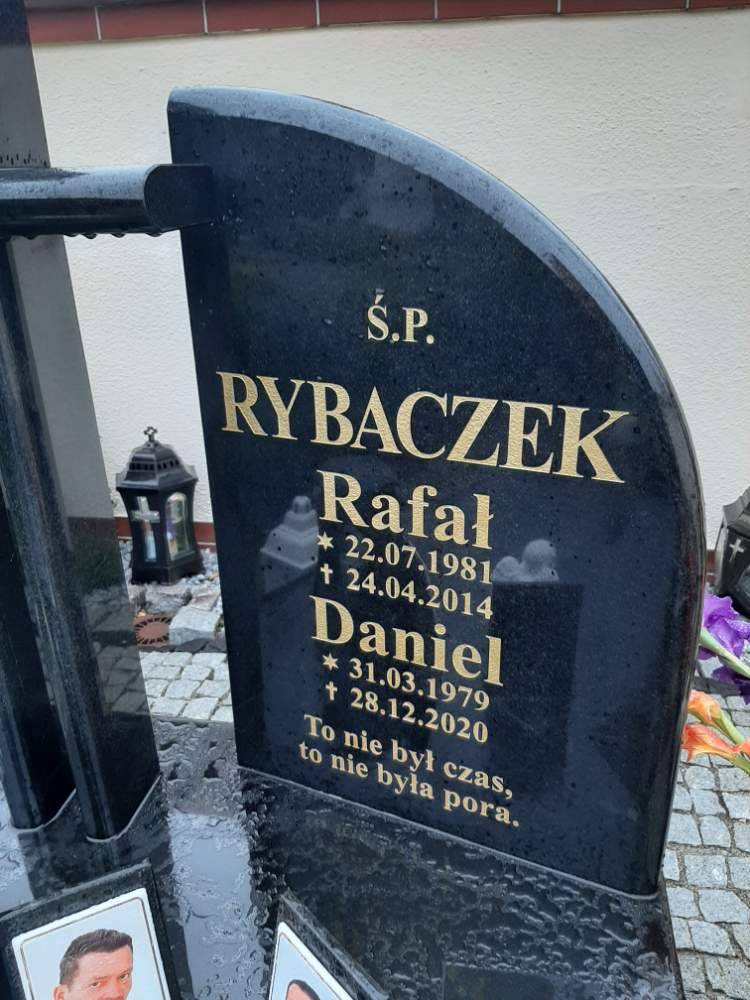 Ś.P.
RYBACZEK
Rafał
✶ 22.07.1981
✝ 24.04.2014
Daniel
✶ 31.03.1979
✝ 28.12.2020
To nie był czas,
to nie była pora.